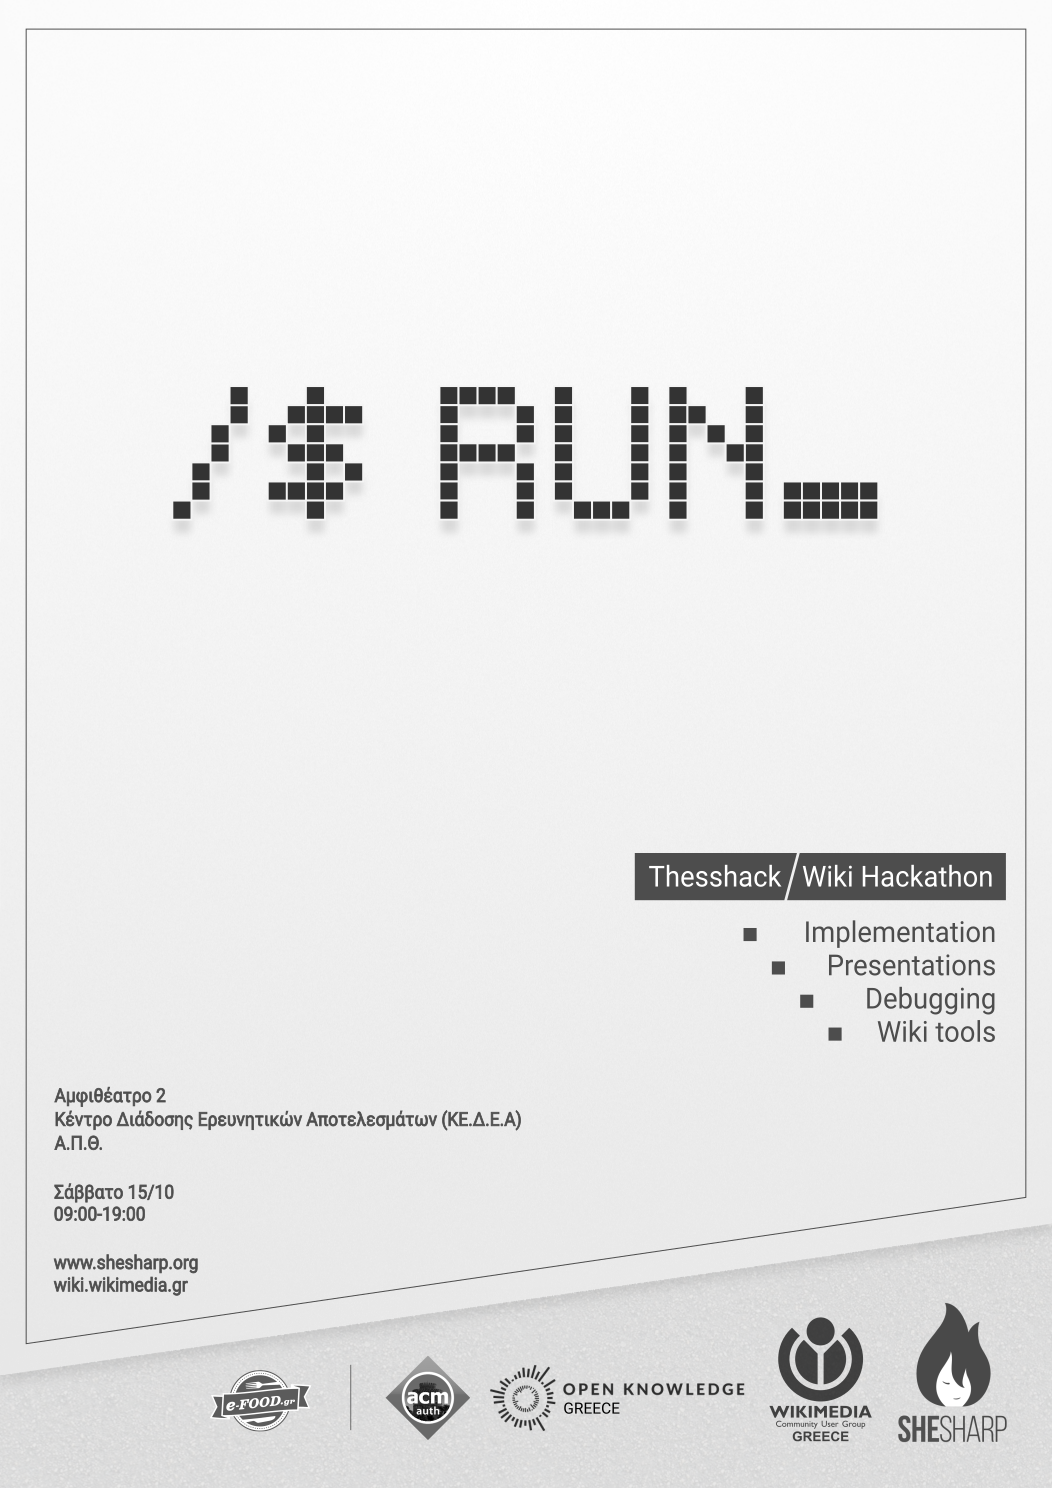 /$ RUN_
Thesshack / Wiki Hackathon
Implementation
Presentations
Debugging
Wiki tools
Αμφιθέατρο 2
Κέντρο Διάδοσης Ερευνητικών Αποτελεσμάτων (ΚΕ.Δ.Ε.Α)
Α.Π.Θ.
Σάββατο 15/10
09:00-19:00
www.shesharp.org
wiki.wikimedia.gr
e-FOOD.gr
acm
auth
OPEN KNOWLEDGE
GREECE
WIKIMEDIA
Community User Group
GREECE
SHESHARP